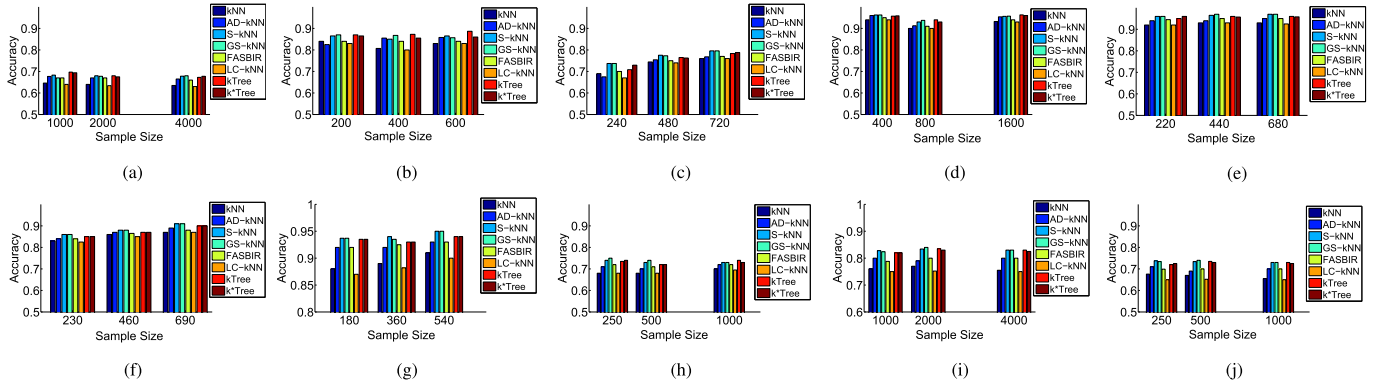 Accuracy
0.9
0.8
0.7
0.6
0.5
1000 2000 4000
Sample Size
kNN
AD-kNN
S-kNN
GS-kNN
FASBIR
LC-kNN
kTree
k*Tree
(a)
Accuracy
0.9
0.8
0.7
0.6
0.5
200 400 600
Sample Size
kNN
AD-kNN
S-kNN
GS-kNN
FASBIR
LC-kNN
kTree
k*Tree
(b)
Accuracy
0.9
0.8
0.7
0.6
0.5
240 480 720
Sample Size
kNN
AD-kNN
S-kNN
GS-kNN
FASBIR
LC-kNN
kTree
k*Tree
(c)
Accuracy
0.9
0.8
0.7
0.6
0.5
400 800 1600
Sample Size
kNN
AD-kNN
S-kNN
GS-kNN
FASBIR
LC-kNN
kTree
k*Tree
(d)
Accuracy
0.9
0.8
0.7
0.6
0.5
220 440 680
Sample Size
kNN
AD-kNN
S-kNN
GS-kNN
FASBIR
LC-kNN
kTree
k*Tree
(e)
Accuracy
0.9
0.8
0.7
0.6
0.5
230 460 690
Sample Size
kNN
AD-kNN
S-kNN
GS-kNN
FASBIR
LC-kNN
kTree
k*Tree
(f)
Accuracy
1
0.95
0.9
0.85
0.8
180 360 540
Sample Size
kNN
AD-kNN
S-kNN
GS-kNN
FASBIR
LC-kNN
kTree
k*Tree
(g)
Accuracy
0.9
0.8
0.7
0.6
0.5
250 500 1000
Sample Size
kNN
AD-kNN
S-kNN
GS-kNN
FASBIR
LC-kNN
kTree
k*Tree
(h)
Accuracy
1
0.9
0.8
0.7
0.6
1000 2000 4000
Sample Size
kNN
AD-kNN
S-kNN
GS-kNN
FASBIR
LC-kNN
kTree
k*Tree
(i)
Accuracy
0.9
0.8
0.7
0.6
0.5
250 500 1000
Sample Size
kNN
AD-kNN
S-kNN
GS-kNN
FASBIR
LC-kNN
kTree
k*Tree
(j)